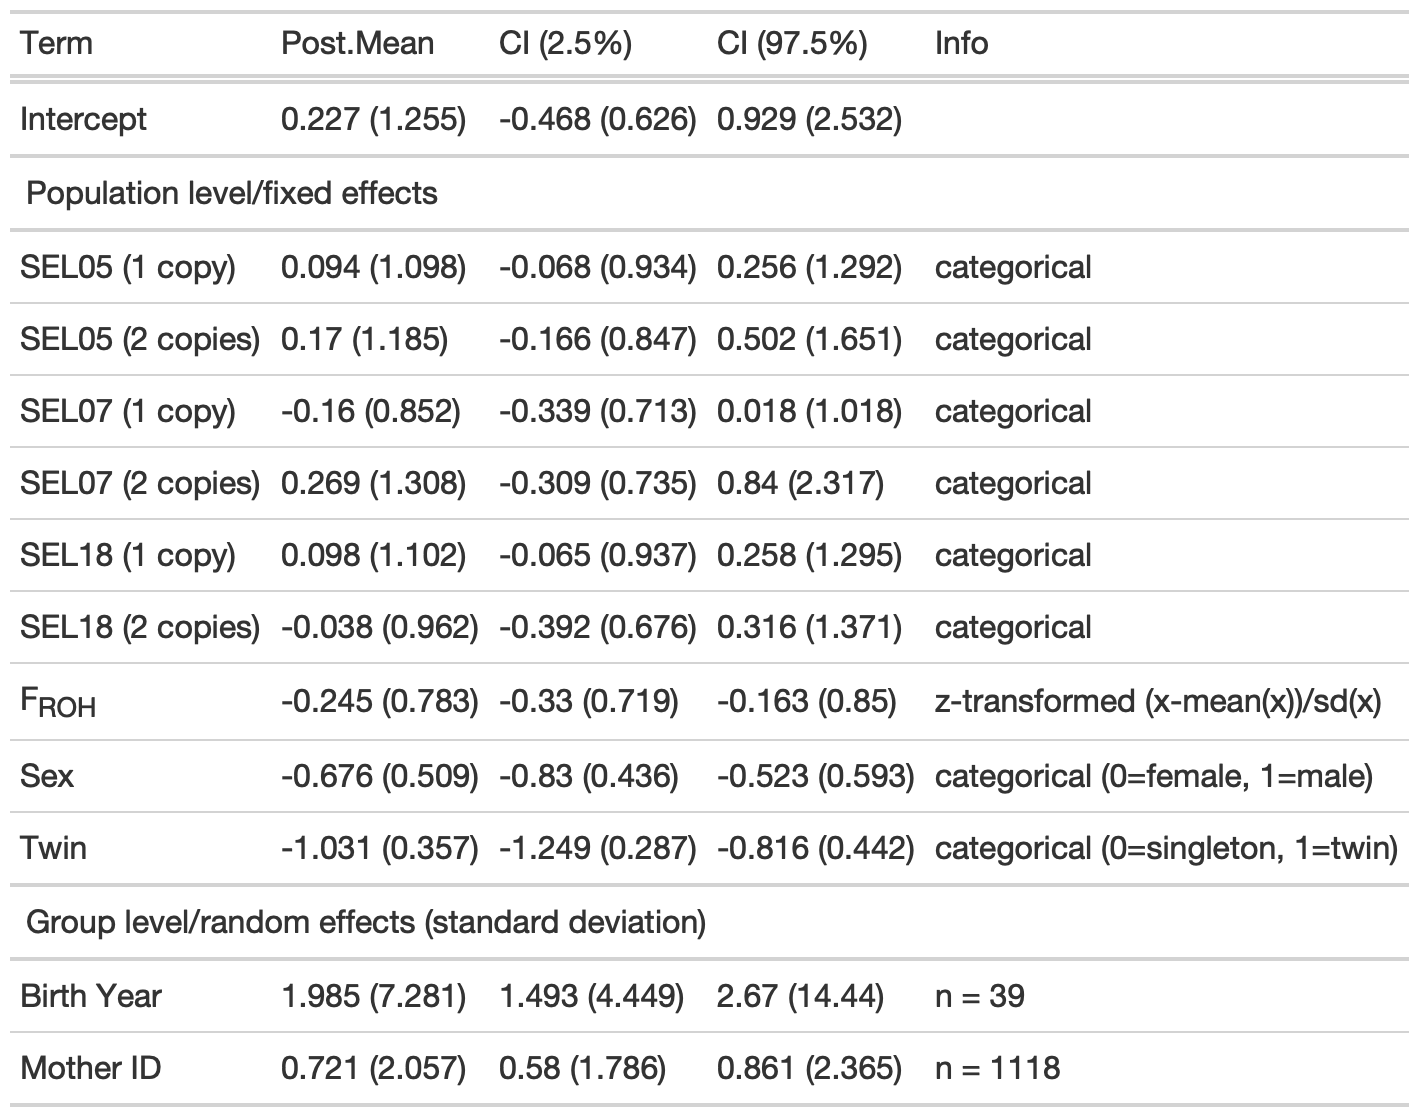 Term Post.Mean CI (2.5%) CI (97.5%) Info
Intercept 0.227 (1.255) -0.468 (0.626) 0.929 (2.532)
Population level/fixed effects
SEL05 (1 copy) 0.094 (1.098) -0.068 (0.934) 0.256 (1.292) categorical
SEL05 (2 copies) 0.17 (1.185) -0.166 (0.847) 0.502 (1.651) categorical
SEL07 (1 copy) -0.16 (0.852) -0.339 (0.713) 0.018 (1.018) categorical
SEL07 (2 copies) 0.269 (1.308) -0.309 (0.735) 0.84 (2.317) categorical
SEL18 (1 copy) 0.098 (1.102) -0.065 (0.937) 0.258 (1.295) categorical
SEL18 (2 copies) -0.038 (0.962) -0.392 (0.676) 0.316 (1.371) categorical
FROH -0.245 (0.783) -0.33 (0.719) -0.163 (0.85) z-transformed (x-mean(x))/sd(x)
Sex -0.676 (0.509) -0.83 (0.436) -0.523 (0.593) categorical (0=female, 1=male)
Twin -1.031 (0.357) -1.249 (0.287) -0.816 (0.442) categorical (0=singleton, 1=twin)
Group level/random effects (standard deviation)
Birth Year 1.985 (7.281) 1.493 (4.449) 2.67 (14.44) n = 39
Mother ID 0.721 (2.057) 0.58 (1.786) 0.861 (2.365) n = 1118